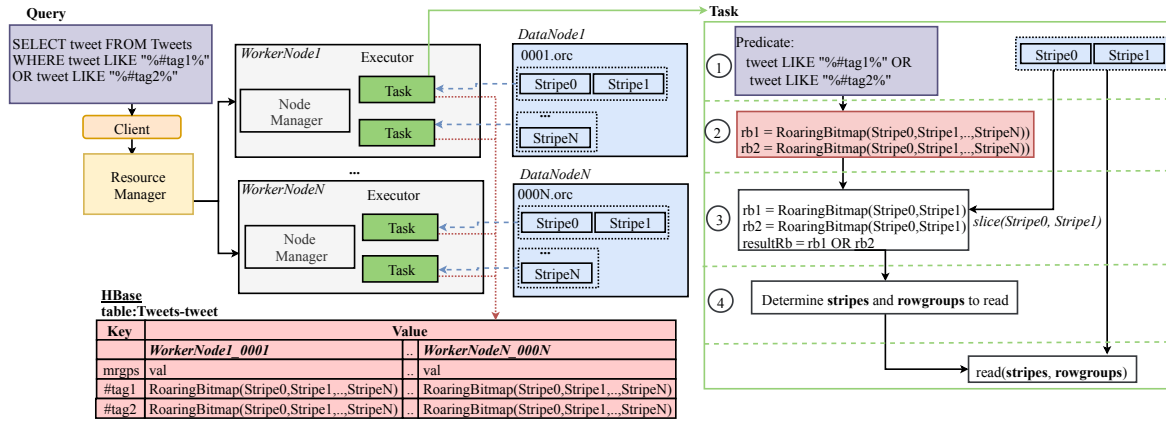 Query
SELECT tweet FROM Tweets
WHERE tweet LIKE "%#tag1%"
OR tweet LIKE "%#tag2%"
Client
Resource
Manager
WorkerNode1
Executor
Node
Manager
Task
Task
...
WorkerNodeN
Executor
Node
Manager
Task
Task
DataNode1
0001.orc
Stripe0 Stripe1
...
StripeN
DataNodeN
000N.orc
Stripe0 Stripe1
...
StripeN
HBase
table:Tweets-tweet
Key Value
WorkerNode1_0001 .. WorkerNodeN_000N
mrgps val .. val
#tag1 RoaringBitmap(Stripe0,Stripe1,..,StripeN) .. RoaringBitmap(Stripe0,Stripe1,..,StripeN)
#tag2 RoaringBitmap(Stripe0,Stripe1,..,StripeN) .. RoaringBitmap(Stripe0,Stripe1,..,StripeN)
Task
1
Predicate:
tweet LIKE "%#tag1%" OR
tweet LIKE "%#tag2%"
Stripe0 Stripe1
2
rb1 = RoaringBitmap(Stripe0,Stripe1,..,StripeN))
rb2 = RoaringBitmap(Stripe0,Stripe1,..,StripeN))
3
rb1 = RoaringBitmap(Stripe0,Stripe1)
rb2 = RoaringBitmap(Stripe0,Stripe1)
resultRb = rb1 OR rb2
slice(Stripe0, Stripe1)
4
Determine stripes and rowgroups to read
read(stripes, rowgroups)